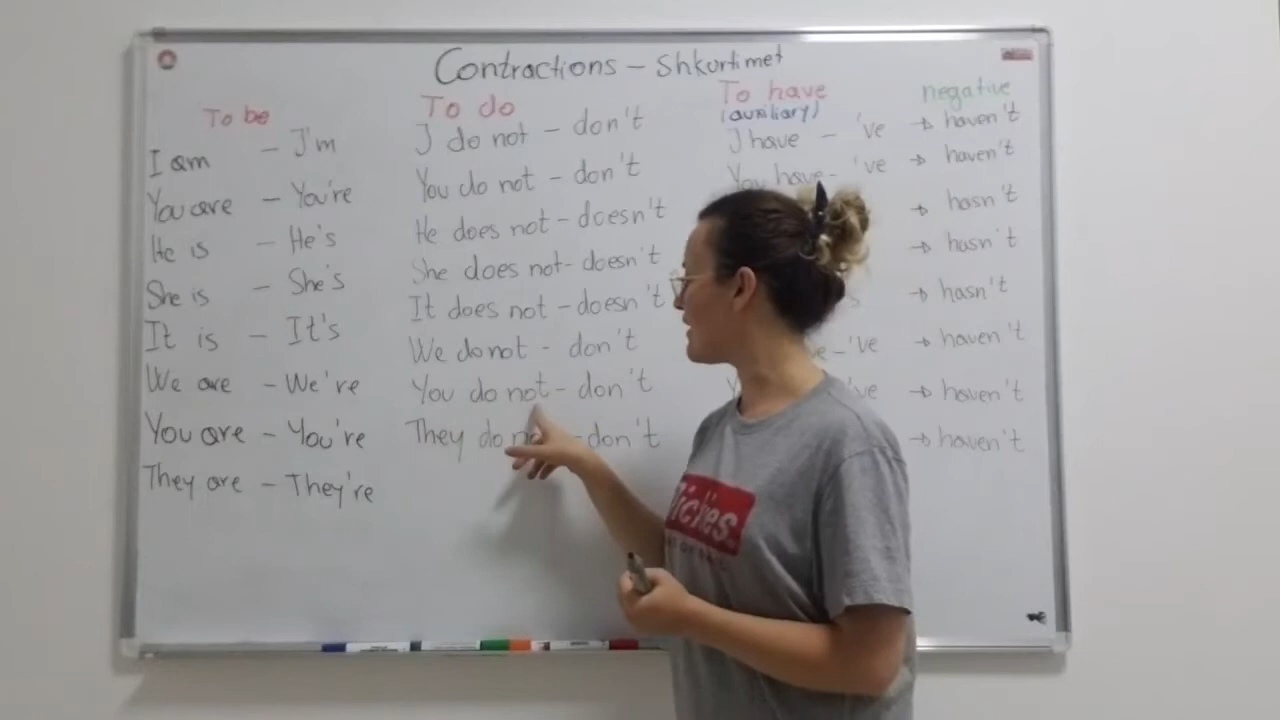 Contractions – Shkurtimet
To be
I am – I'm
You are – You're
He is – He's
She is – She's
It is – It's
We are – We're
You are – You're
They are – They're
To do
I do not – don't
You do not – don't
He does not – doesn't
She does not – doesn't
It does not – doesn't
We do not – don't
You do not – don't
They do – don't
To have
(auxiliary)
negative
I have – 've → haven't
You have – 've → haven't
→ hasn't
→ hasn't
→ hasn't
– 've → haven't
've → haven't
→ haven't